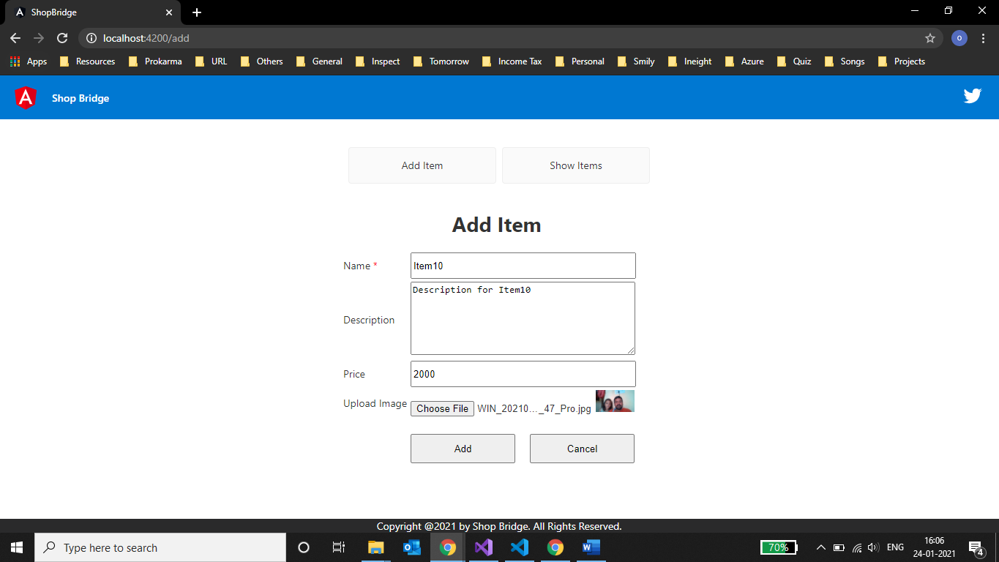 ShopBridge
localhost:4200/add
o
Apps Resources Prokarma URL Others General Inspect Tomorrow Income Tax Personal Smily Ineight Azure Quiz Songs Projects
A Shop Bridge
Add Item Show Items
Add Item
Name *
Item10
Description for Item10
Description
Price
2000
Upload Image
Choose File WIN_20210..._47_Pro.jpg
Add Cancel
Copyright @2021 by Shop Bridge. All Rights Reserved.
Type here to search
70%
ENG
16:06
24-01-2021
4